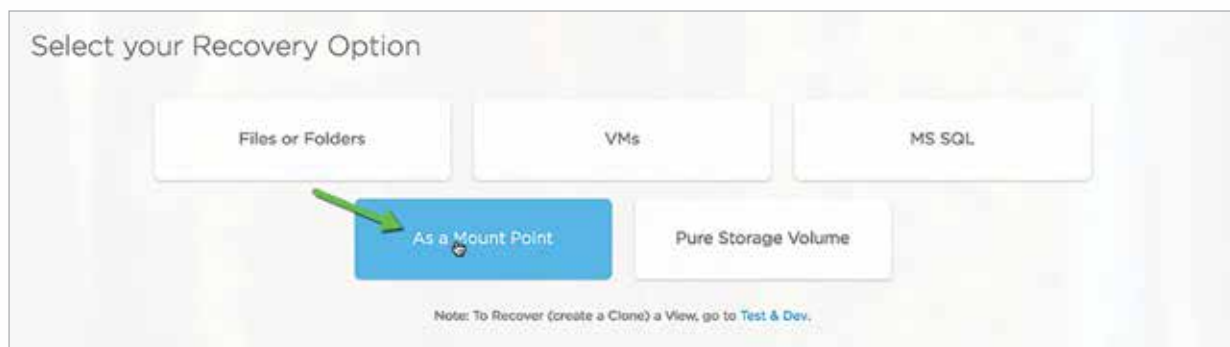 Select your Recovery Option
Files or Folders
VMs
MS SQL
As a Mount Point
Pure Storage Volume
Note: To Recover (create a Clone) a View, go to Test & Dev.